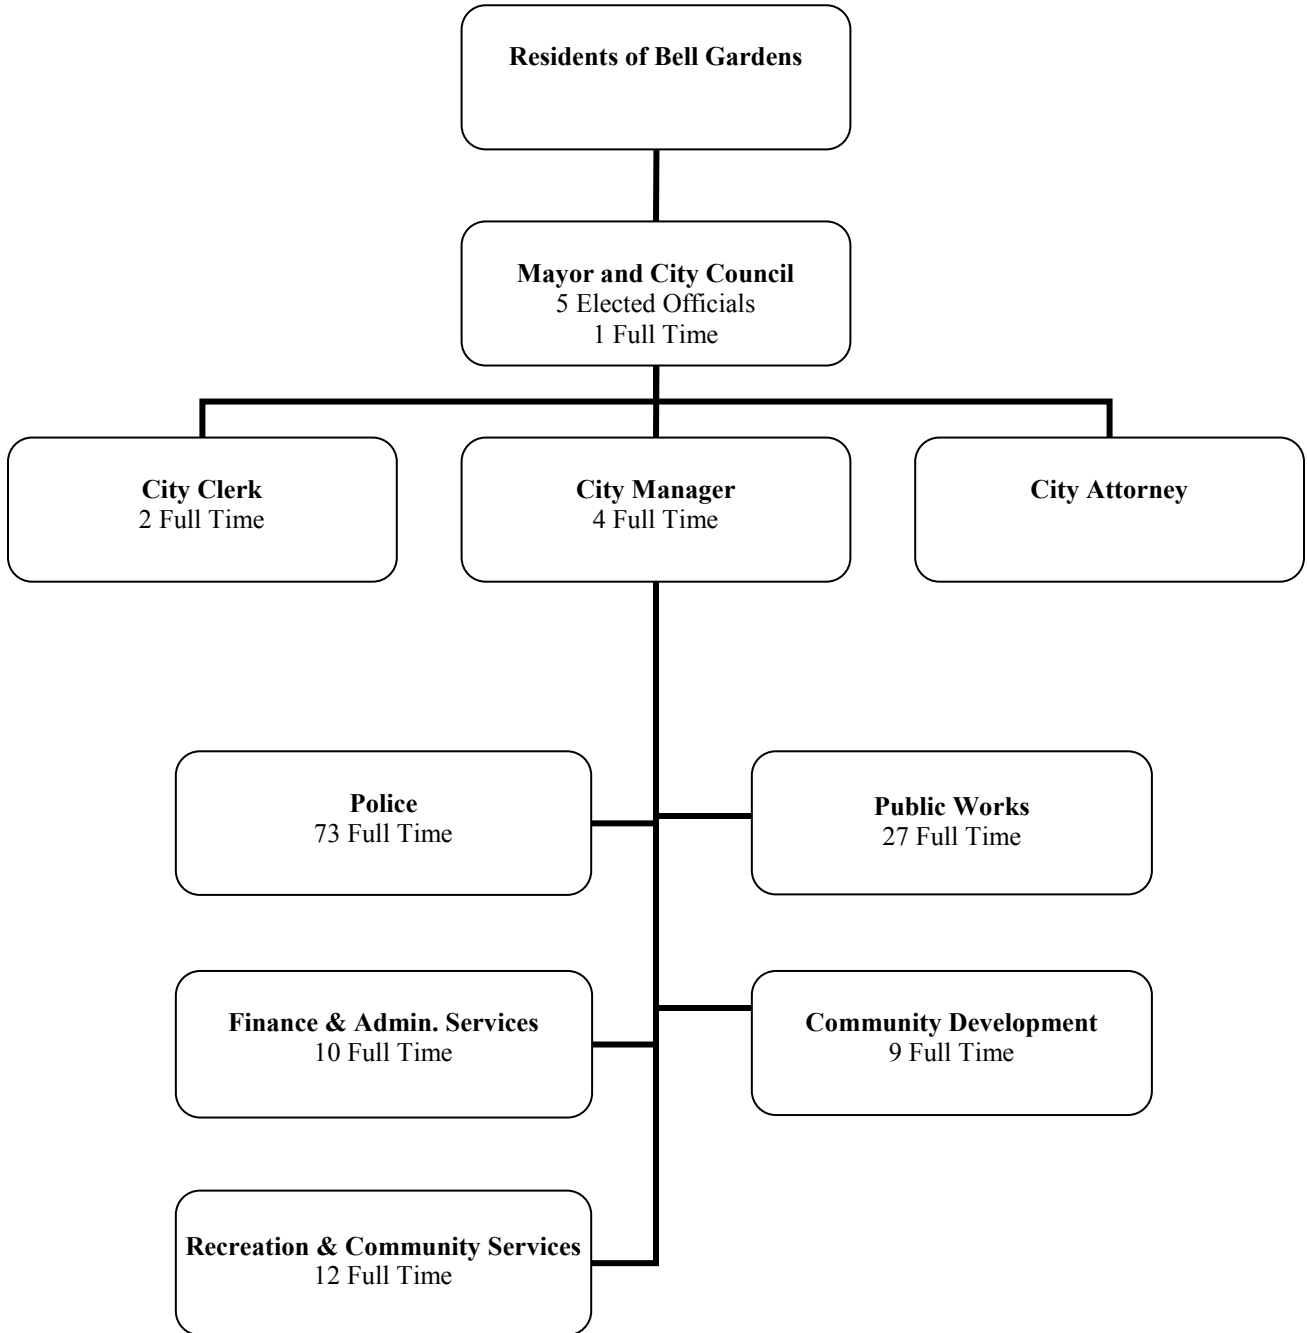 Residents of Bell Gardens
Mayor and City Council
5 Elected Officials
1 Full Time
City Clerk
2 Full Time
City Manager
4 Full Time
City Attorney
Police
73 Full Time
Public Works
27 Full Time
Finance & Admin. Services
10 Full Time
Community Development
9 Full Time
Recreation & Community Services
12 Full Time